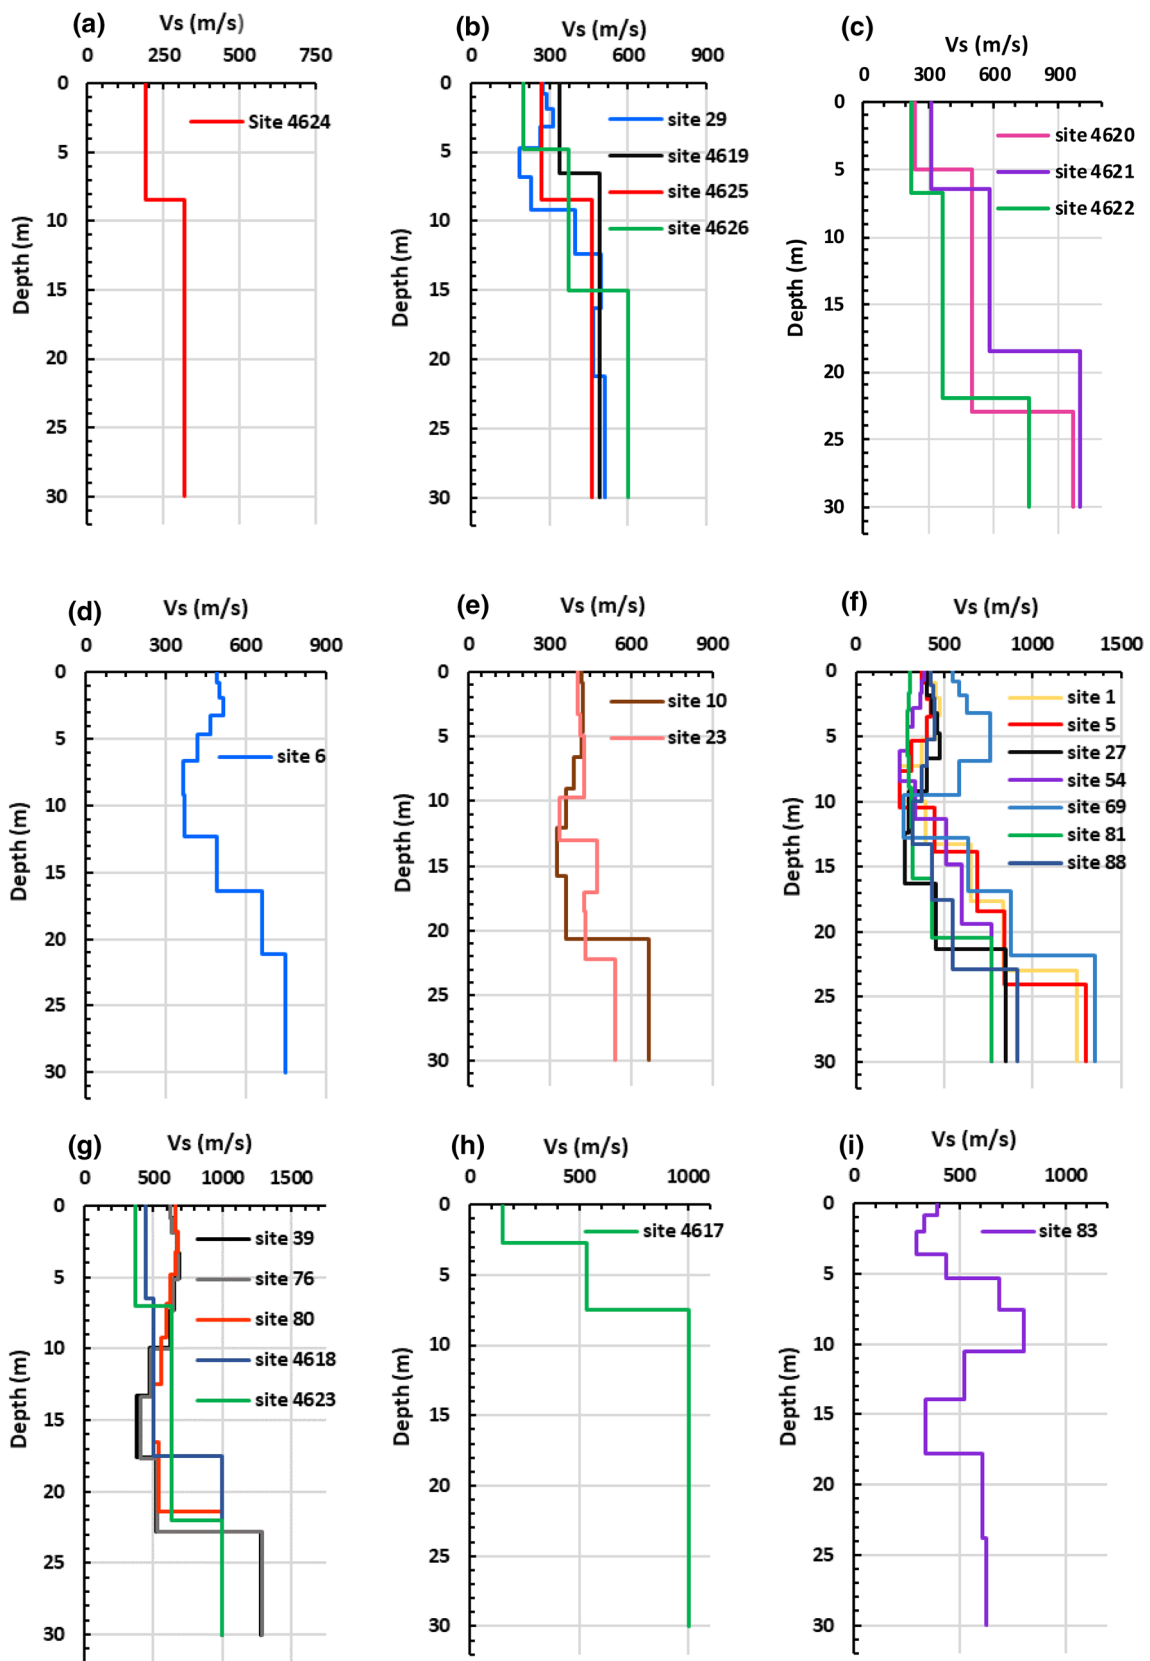 (a)
Vs (m/s)
0 250 500 750
0
5
10
15
20
25
30
Depth (m)
Site 4624
(b)
Vs (m/s)
0 300 600 900
0
5
10
15
20
25
30
Depth (m)
site 29
site 4619
site 4625
site 4626
(c)
Vs (m/s)
0 300 600 900
0
5
10
15
20
25
30
Depth (m)
site 4620
site 4621
site 4622
(d)
Vs (m/s)
0 300 600 900
0
5
10
15
20
25
30
Depth (m)
site 6
(e)
Vs (m/s)
0 300 600 900
0
5
10
15
20
25
30
Depth (m)
site 10
site 23
(f)
Vs (m/s)
0 500 1000 1500
0
5
10
15
20
25
30
Depth (m)
site 1
site 5
site 27
site 54
site 69
site 81
site 88
(g)
Vs (m/s)
0 500 1000 1500
0
5
10
15
20
25
30
Depth (m)
site 39
site 76
site 80
site 4618
site 4623
(h)
Vs (m/s)
0 500 1000
0
5
10
15
20
25
30
Depth (m)
site 4617
(i)
Vs (m/s)
0 500 1000
0
5
10
15
20
25
30
Depth (m)
site 83